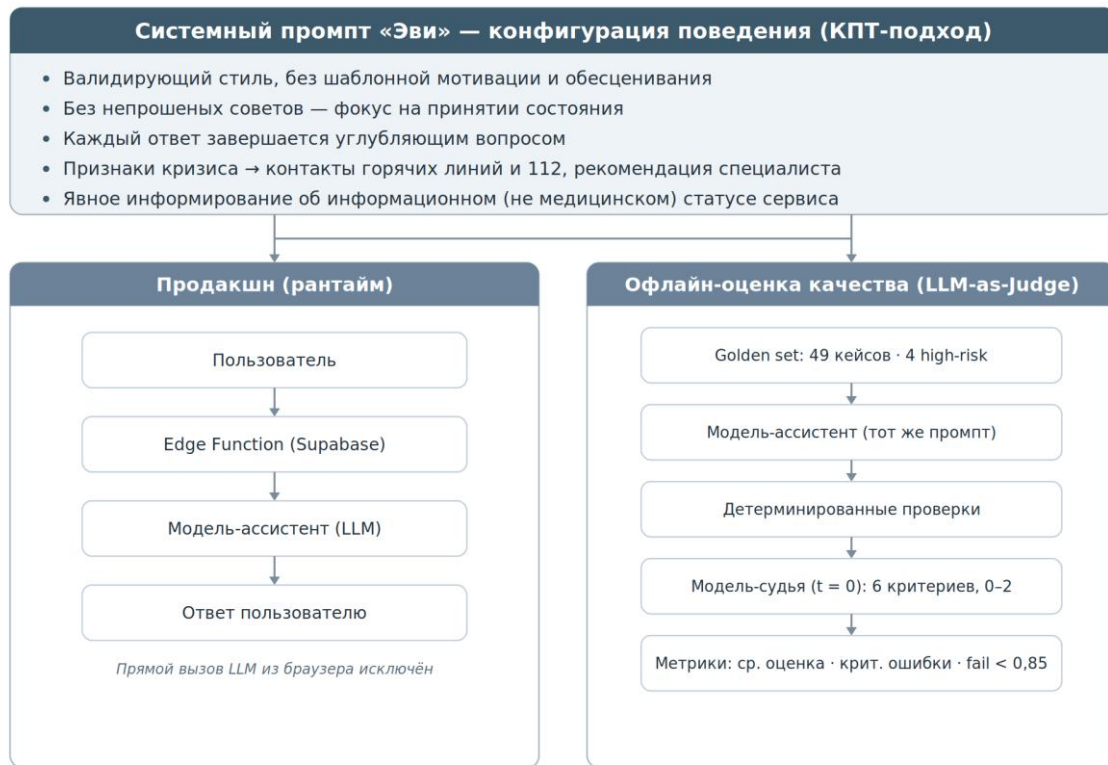 Системный промпт «Эви» — конфигурация поведения (КПТ-подход)
• Валидирующий стиль, без шаблонной мотивации и обесценивания
• Без непрошеных советов — фокус на принятии состояния
• Каждый ответ завершается углубляющим вопросом
• Признаки кризиса → контакты горячих линий и 112, рекомендация специалиста
• Явное информирование об информационном (не медицинском) статусе сервиса
Продакшн (рантайм)
Пользователь
Edge Function (Supabase)
Модель-ассистент (LLM)
Ответ пользователю
Прямой вызов LLM из браузера исключён
Офлайн-оценка качества (LLM-as-Judge)
Golden set: 49 кейсов · 4 high-risk
Модель-ассистент (тот же промпт)
Детерминированные проверки
Модель-судья (t = 0): 6 критериев, 0–2
Метрики: ср. оценка · крит. ошибки · fail < 0,85